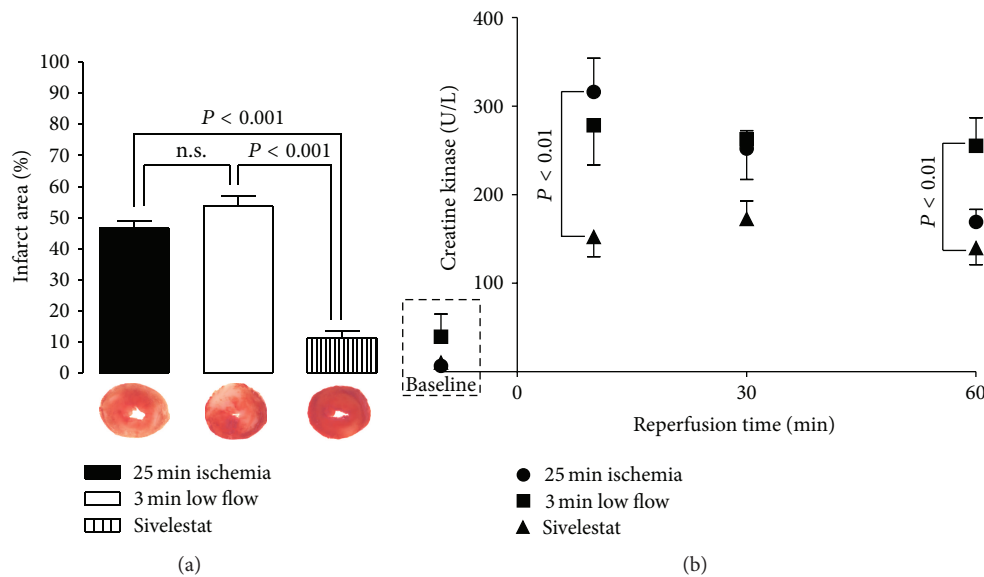 100
90
80
70
60
50
40
30
20
10
0
Infarct area (%)
P < 0.001
n.s.
P < 0.001
25 min ischemia
3 min low flow
Sivelestat
(a)
400
300
200
100
Creatine kinase (U/L)
P < 0.01
P < 0.01
Baseline
0
30
60
Reperfusion time (min)
25 min ischemia
3 min low flow
Sivelestat
(b)